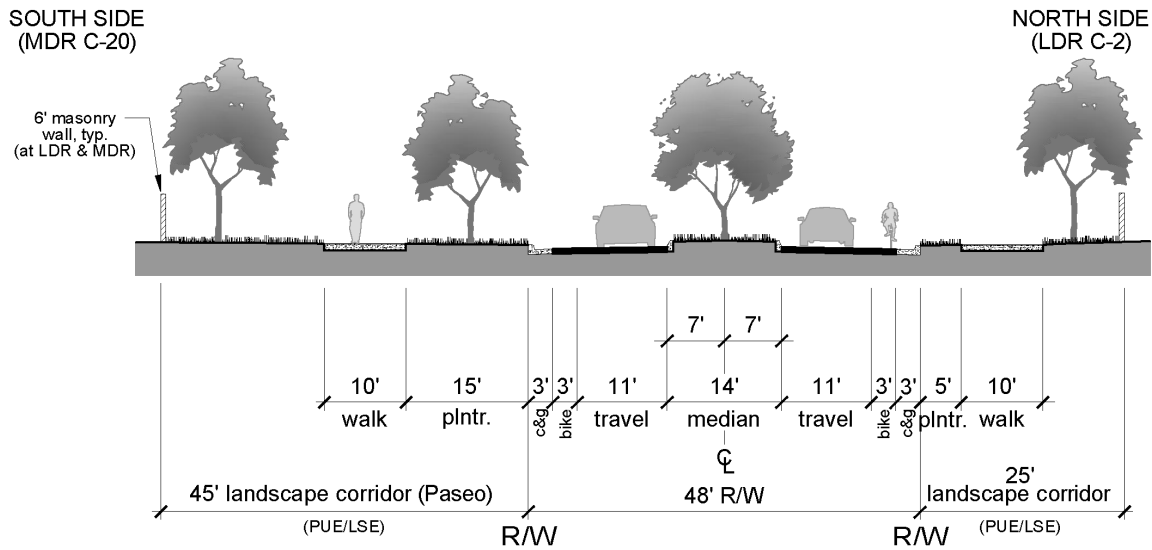 SOUTH SIDE
(MDR C-20)
NORTH SIDE
(LDR C-2)
6' masonry
wall, typ.
(at LDR & MDR)
7' 7'
10' 15' 3' 3' 11' 14' 11' 3' 3' 5' 10'
walk plntr. c&g bike travel median travel bike c&g plntr. walk
℄
45' landscape corridor (Paseo)
(PUE/LSE)
48' R/W
25'
landscape corridor
(PUE/LSE)
R/W R/W